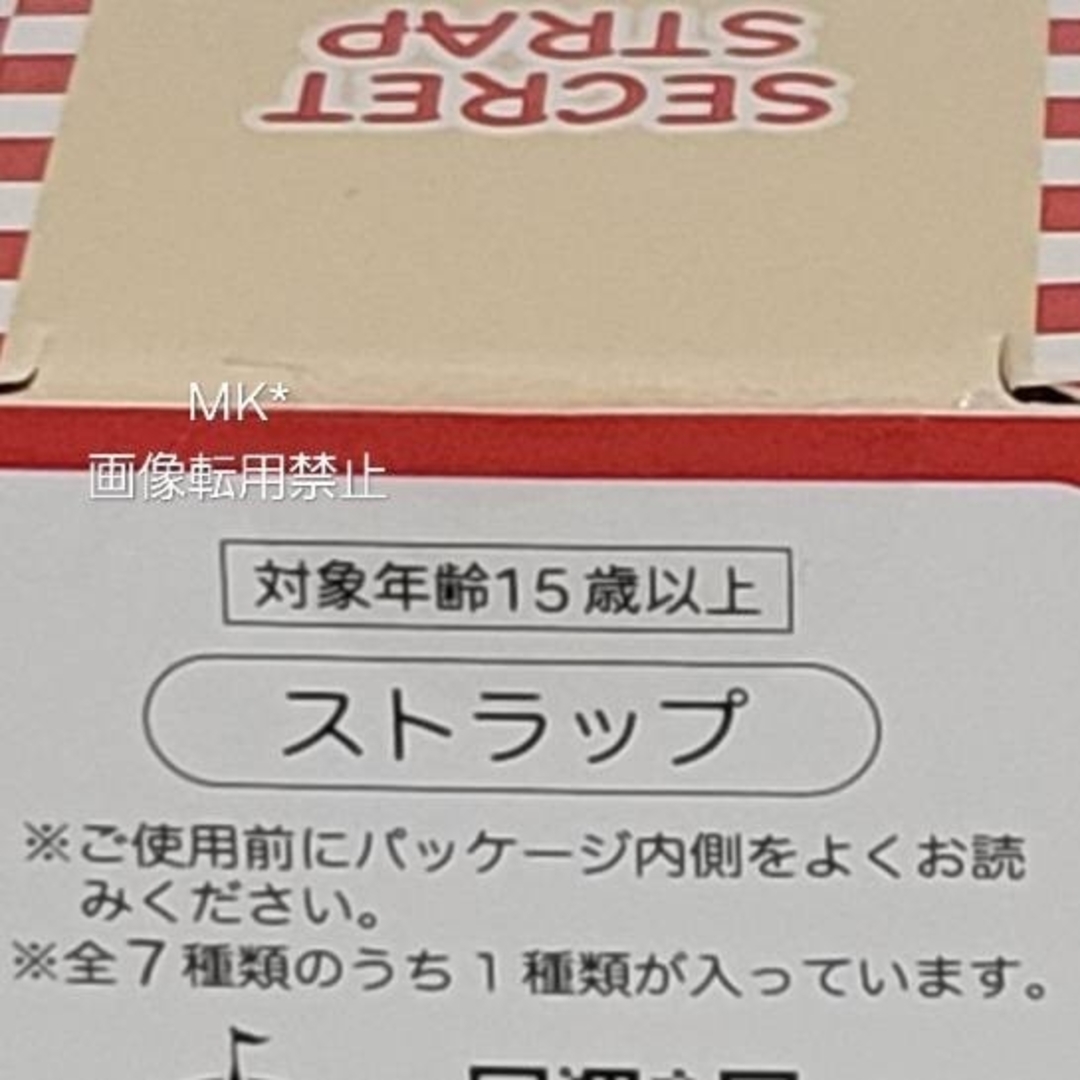 SECRET
STRAP
MK*
画像転用禁止
対象年齢15歳以上
ストラップ
※ご使用前にパッケージ内側をよくお読
みください。
※全7種類のうち1種類が入っています。